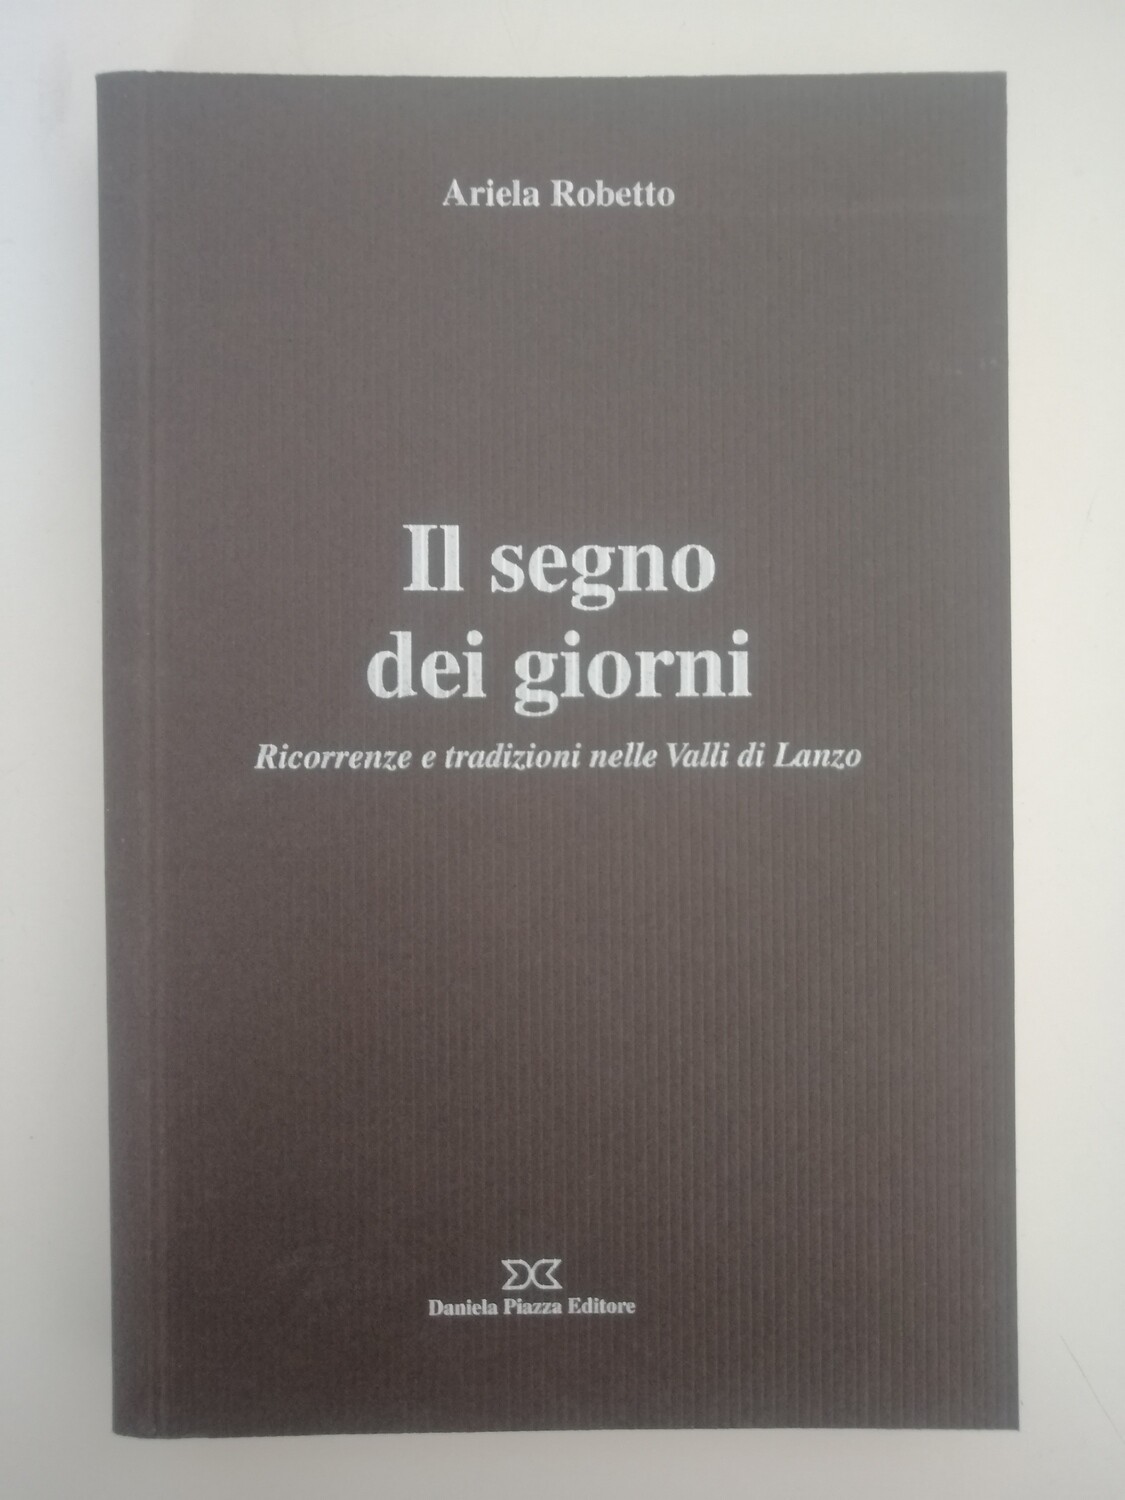 Ariela Robetto
Il segno
dei giorni
Ricorrenze e tradizioni nelle Valli di Lanzo
Daniela Piazza Editore